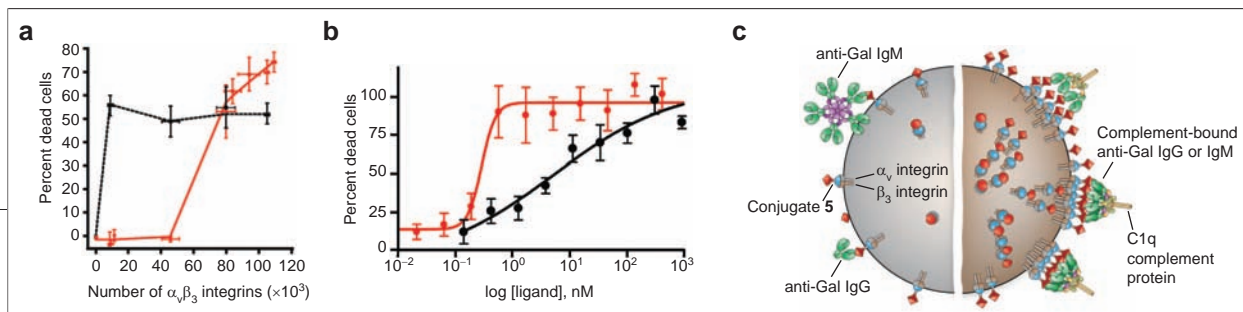 a
Percent dead cells
80
70
60
50
40
30
20
10
0
0 20 40 60 80 100 120
Number of αvβ3 integrins (×10³)
b
Percent dead cells
100
75
50
25
0
10⁻² 10⁻¹ 10⁰ 10¹ 10² 10³
log [ligand], nM
c
anti-Gal IgM
αv integrin
β3 integrin
Conjugate 5
anti-Gal IgG
Complement-bound
anti-Gal IgG or IgM
C1q
complement
protein